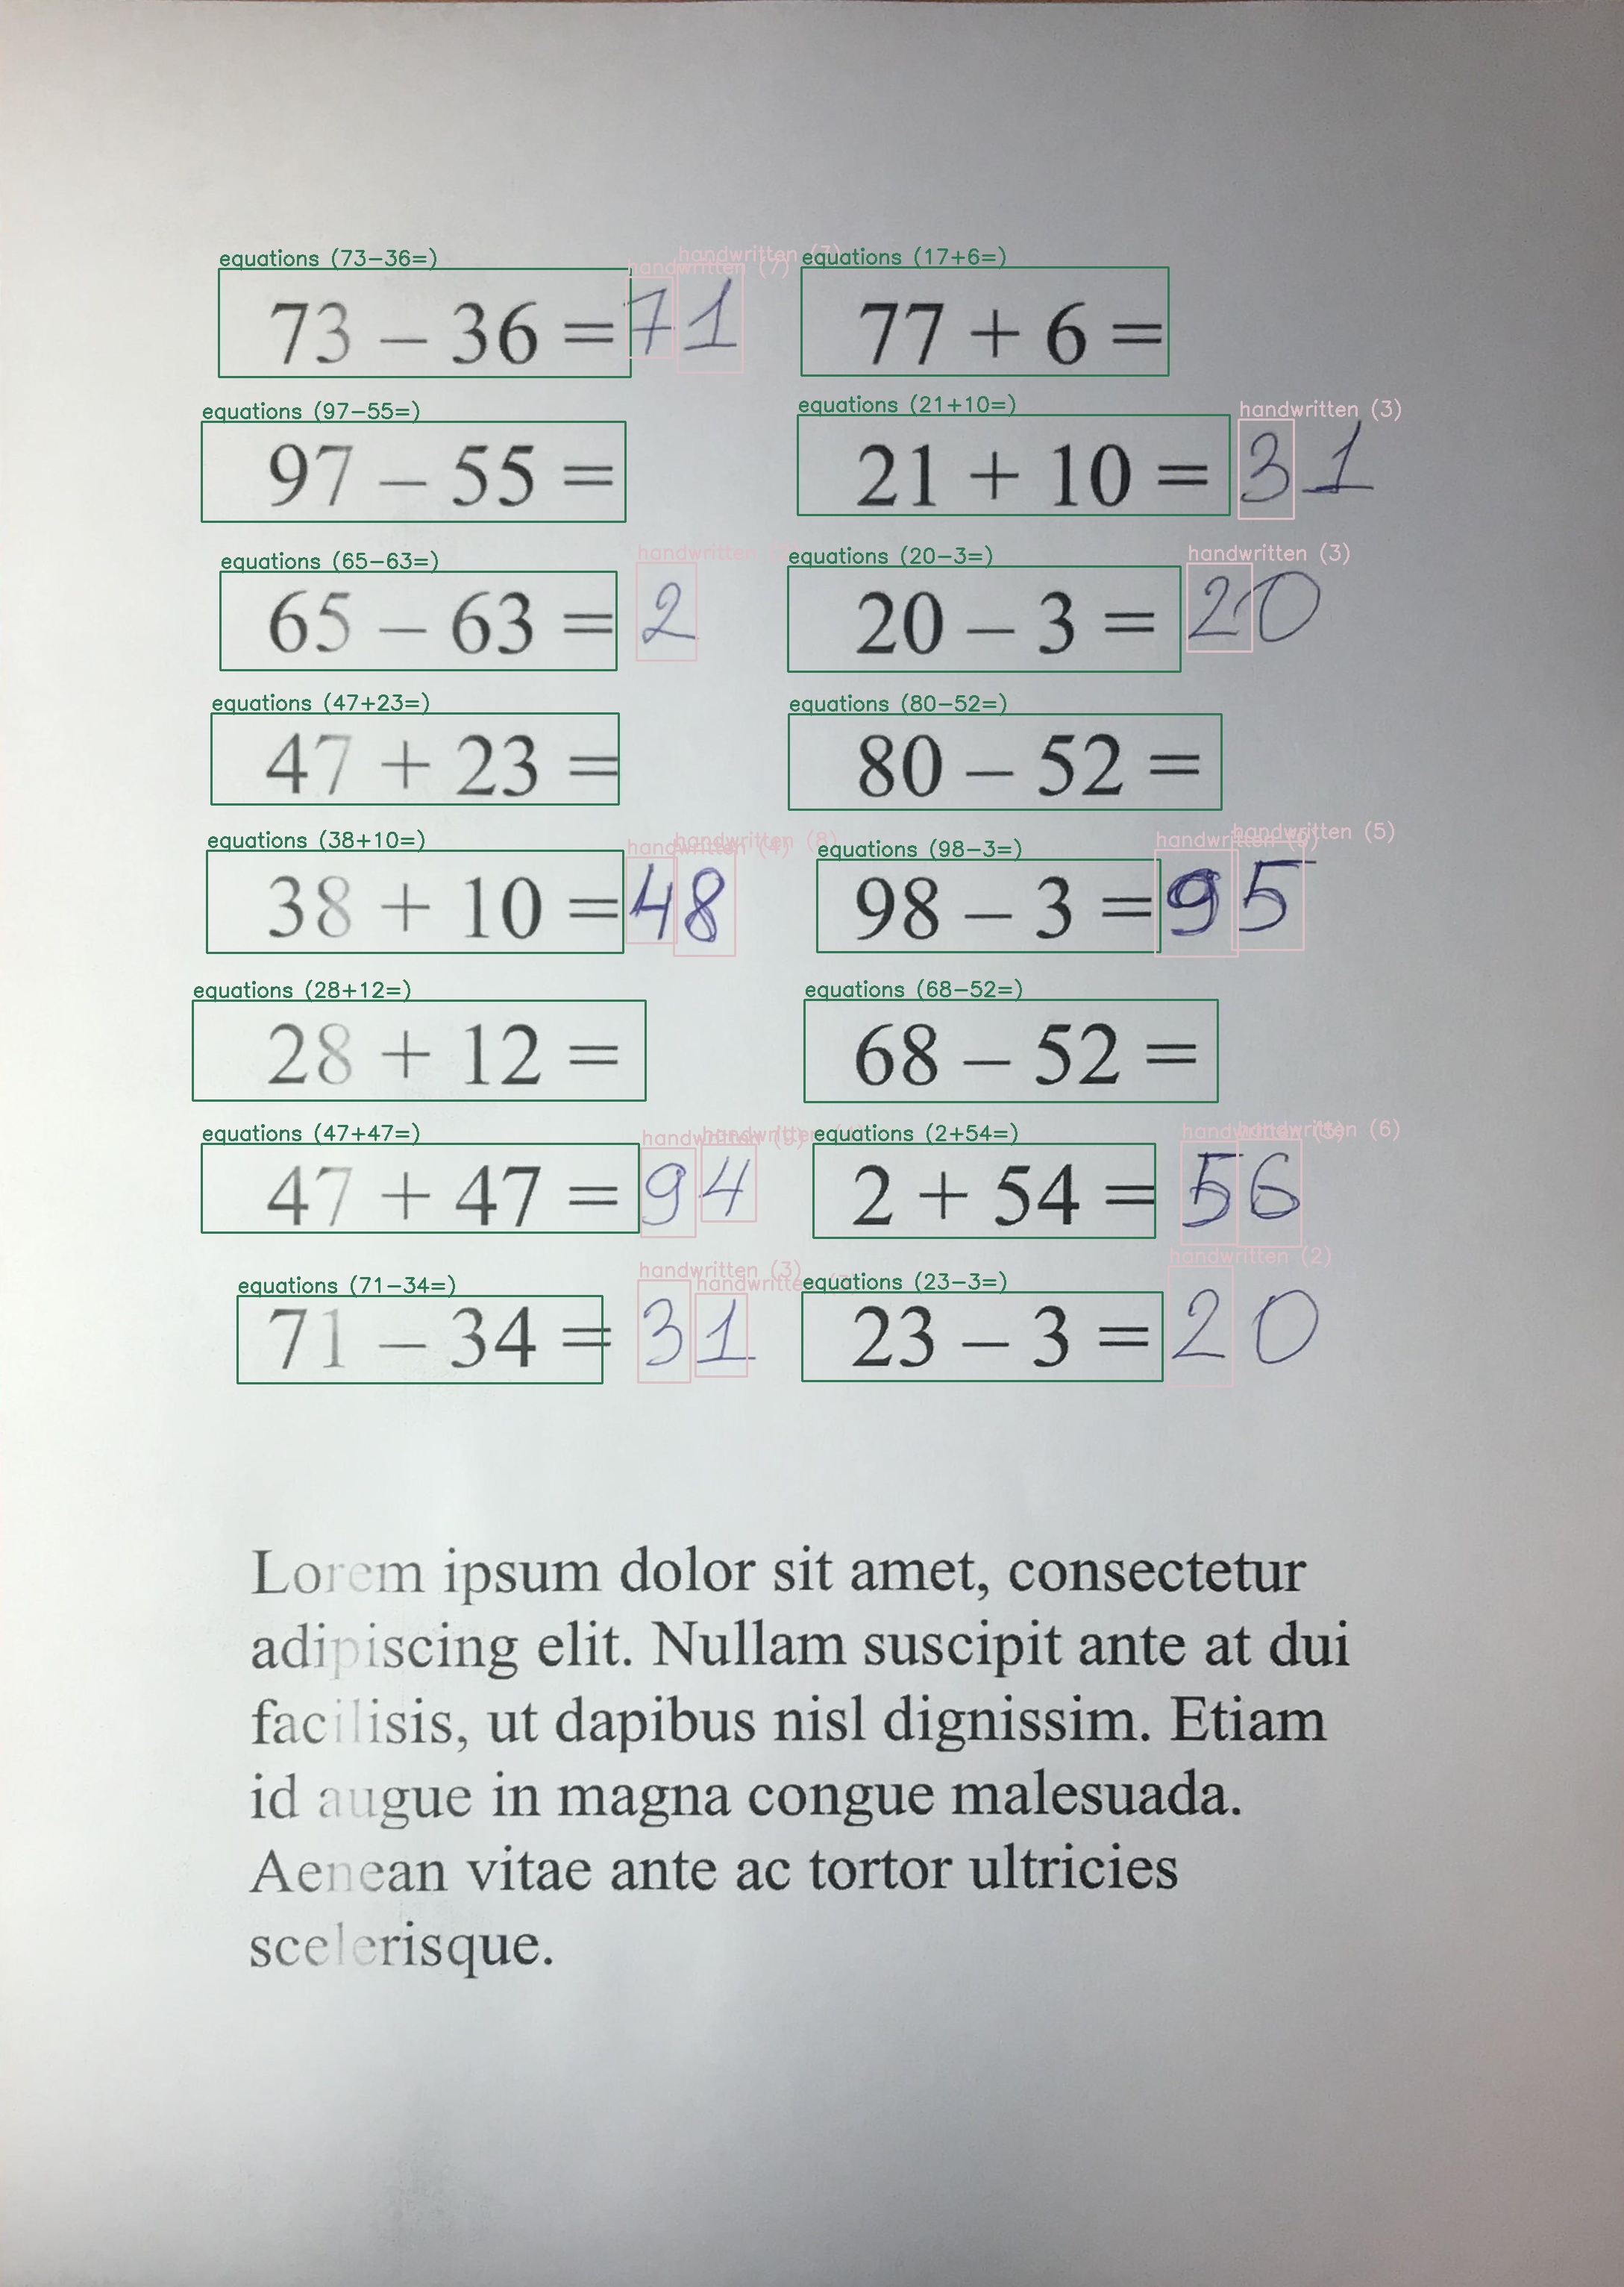 equations (73-36=) handwritten (7) handwritten equations (17+6=)
73 – 36 = 71 77 + 6 =
equations (97-55=) equations (21+10=) handwritten (3)
97 – 55 = 21 + 10 = 31
equations (65-63=) handwritten equations (20-3=) handwritten (3)
65 – 63 = 2 20 – 3 = 20
equations (47+23=) equations (80-52=)
47 + 23 = 80 – 52 =
equations (38+10=) handwritten (4) handwritten (8) equations (98-3=) handwritten handwritten (5)
38 + 10 = 48 98 – 3 = 95
equations (28+12=) equations (68-52=)
28 + 12 = 68 – 52 =
equations (47+47=) handwritten handwritten equations (2+54=) handwritten handwritten (6)
47 + 47 = 94 2 + 54 = 56
equations (71-34=) handwritten (3) handwritten equations (23-3=) handwritten (2)
71 – 34 = 31 23 – 3 = 20
Lorem ipsum dolor sit amet, consectetur
adipiscing elit. Nullam suscipit ante at dui
facilisis, ut dapibus nisl dignissim. Etiam
id augue in magna congue malesuada.
Aenean vitae ante ac tortor ultricies
scelerisque.